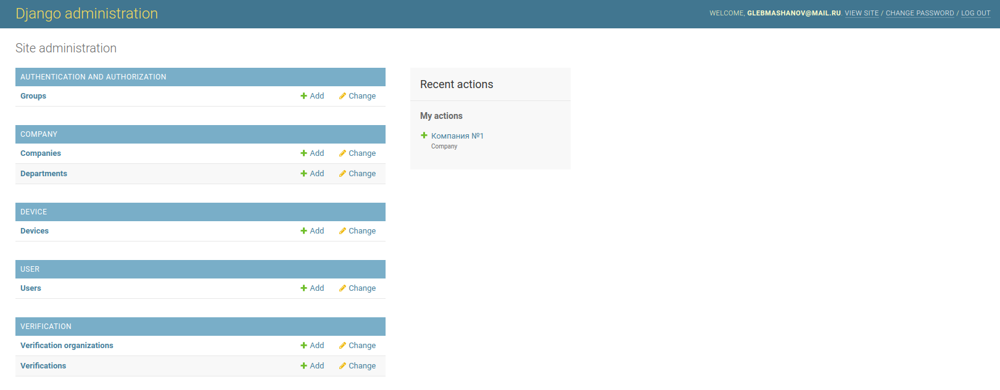 Django administration
WELCOME, GLEBMASHANOV@MAIL.RU. VIEW SITE / CHANGE PASSWORD / LOG OUT
Site administration
AUTHENTICATION AND AUTHORIZATION
Groups Add Change
COMPANY
Companies Add Change
Departments Add Change
DEVICE
Devices Add Change
USER
Users Add Change
VERIFICATION
Verification organizations Add Change
Verifications Add Change
Recent actions
My actions
Компания №1
Company